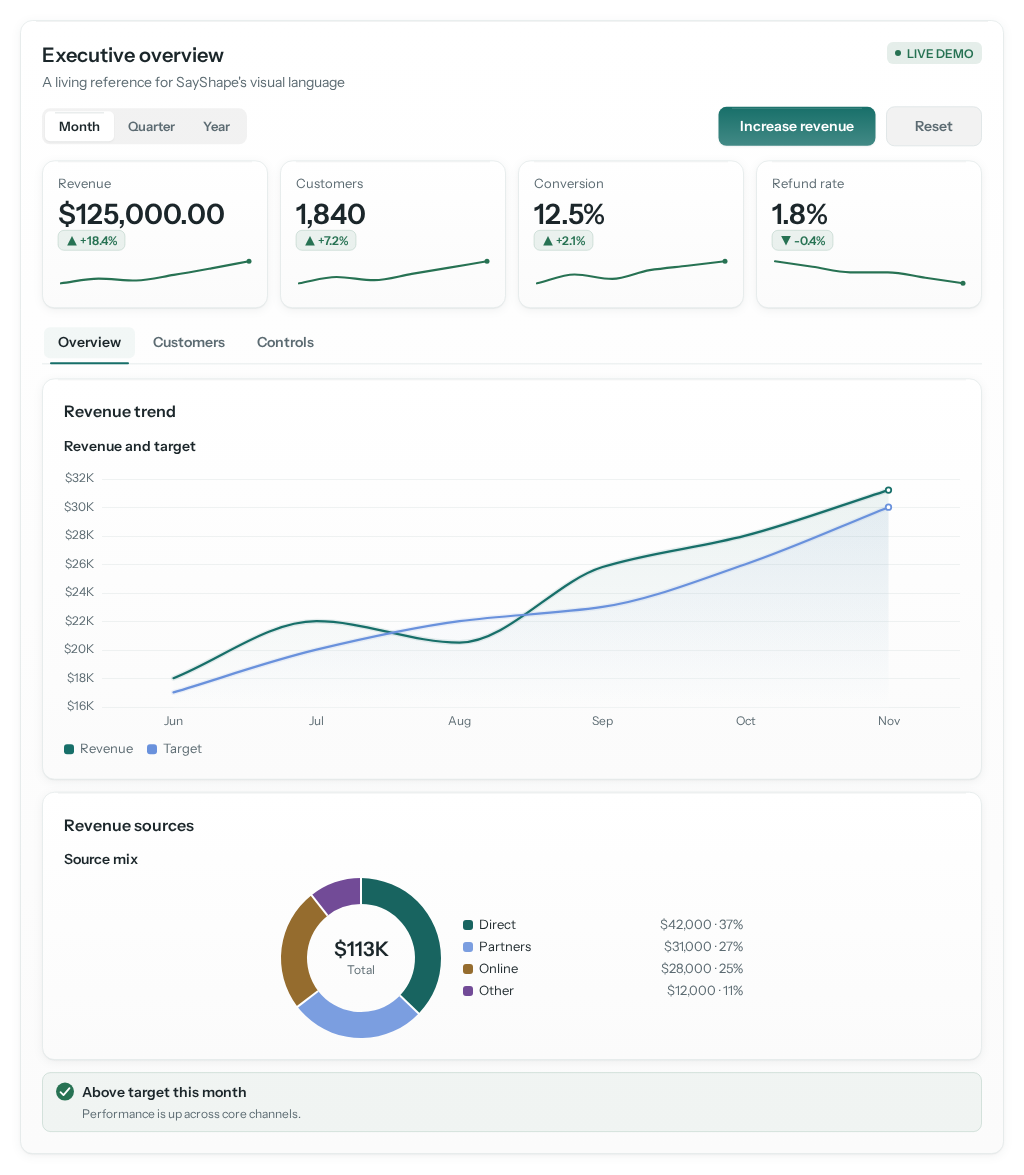 Executive overview
LIVE DEMO
A living reference for SayShape's visual language
Month Quarter Year
Increase revenue Reset
Revenue
$125,000.00
▲ +18.4%
Customers
1,840
▲ +7.2%
Conversion
12.5%
▲ +2.1%
Refund rate
1.8%
▼ -0.4%
Overview Customers Controls
Revenue trend
Revenue and target
$32K
$30K
$28K
$26K
$24K
$22K
$20K
$18K
$16K
Jun Jul Aug Sep Oct Nov
Revenue Target
Revenue sources
Source mix
$113K
Total
Direct $42,000 · 37%
Partners $31,000 · 27%
Online $28,000 · 25%
Other $12,000 · 11%
Above target this month
Performance is up across core channels.